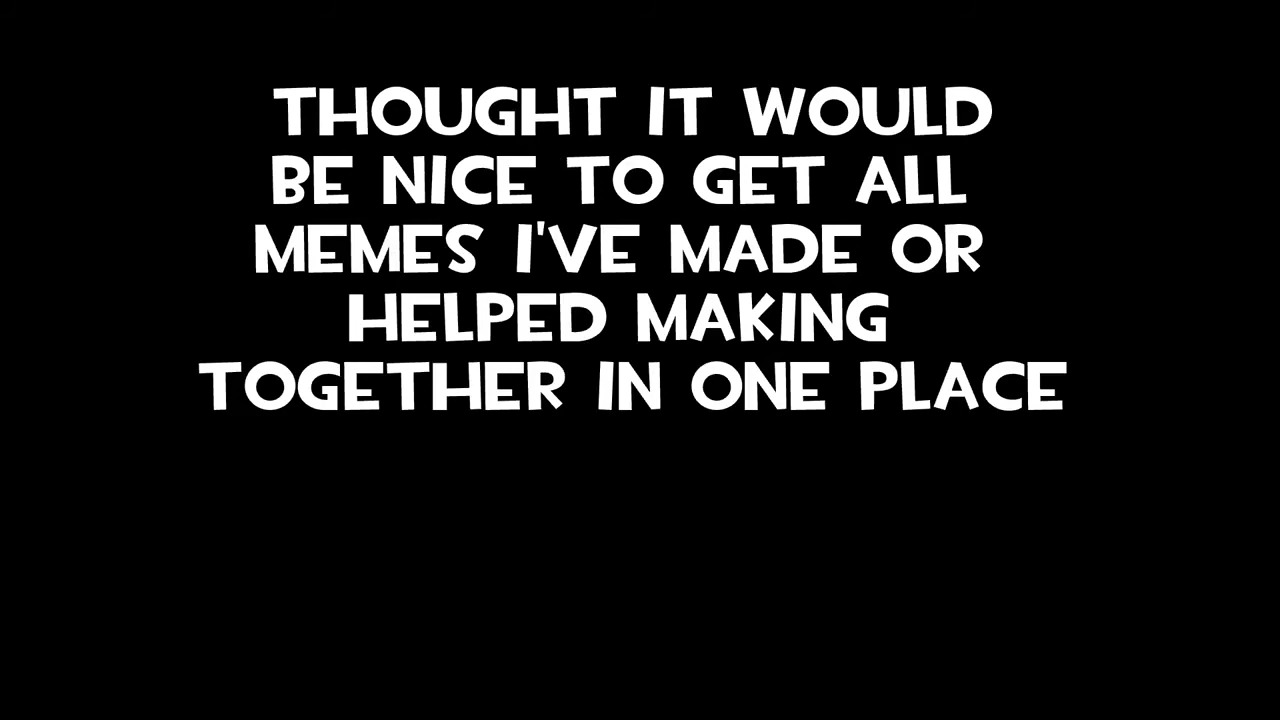 THOUGHT IT WOULD
BE NICE TO GET ALL
MEMES I'VE MADE OR
HELPED MAKING
TOGETHER IN ONE PLACE